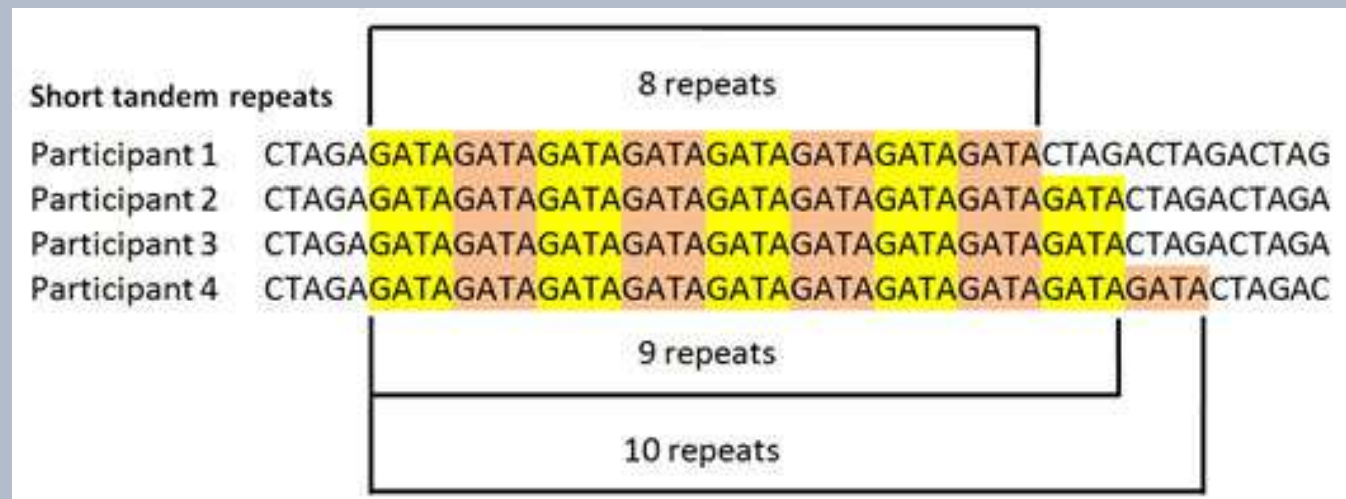 8 repeats
Short tandem repeats
Participant 1 CTAGAGATAGATAGATAGATAGATAGATAGATAGATACTAGACTAGACTAG
Participant 2 CTAGAGATAGATAGATAGATAGATAGATAGATAGATAGATACTAGACTAGA
Participant 3 CTAGAGATAGATAGATAGATAGATAGATAGATAGATAGATACTAGACTAGA
Participant 4 CTAGAGATAGATAGATAGATAGATAGATAGATAGATAGATAGATACTAGAC
9 repeats
10 repeats